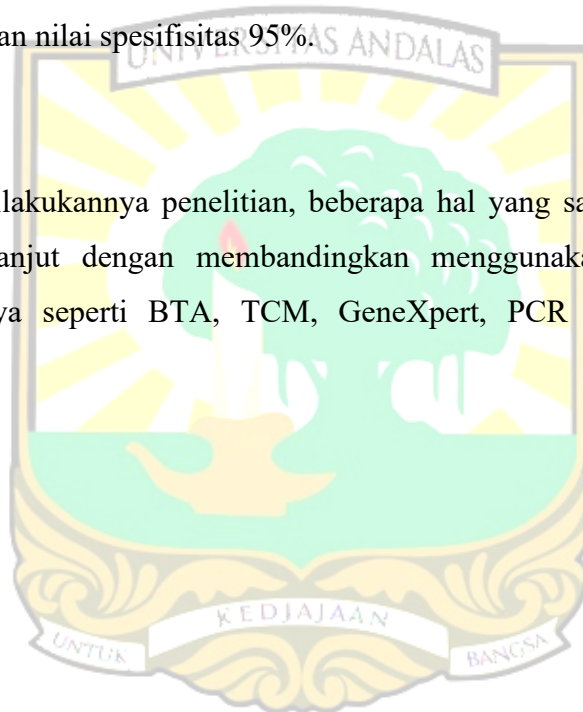 an nilai spesifisitas 95%.
UNIVERSITAS ANDALAS
lakukannya penelitian, beberapa hal yang sa
anjut dengan membandingkan menggunaka
ya seperti BTA, TCM, GeneXpert, PCR
KEDJAJAAN
UNTUK
BANGSA